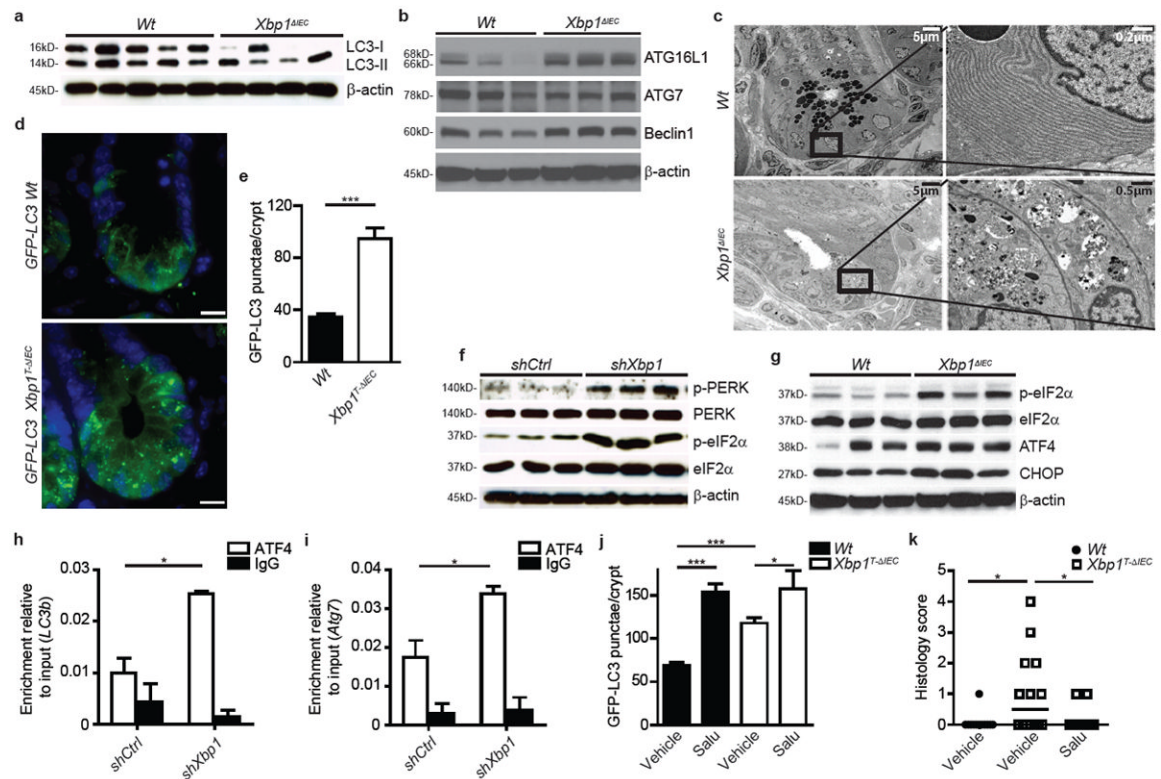 a
Wt Xbp1ΔIEC
16kD- LC3-I
14kD- LC3-II
45kD- β-actin
b
Wt Xbp1ΔIEC
68kD- ATG16L1
66kD-
78kD- ATG7
60kD- Beclin1
45kD- β-actin
c
Wt
5µm 0.2µm
Xbp1ΔIEC
5µm 0.5µm
d
GFP-LC3 Wt
GFP-LC3 Xbp1T-ΔIEC
e
GFP-LC3 punctae/crypt
***
120
80
40
0
Wt Xbp1T-ΔIEC
f
shCtrl shXbp1
140kD- p-PERK
140kD- PERK
37kD- p-eIF2α
37kD- eIF2α
45kD- β-actin
g
Wt Xbp1ΔIEC
37kD- p-eIF2α
37kD- eIF2α
38kD- ATF4
27kD- CHOP
45kD- β-actin
h
ATF4
IgG
*
Enrichment relative
to input (LC3b)
0.03
0.02
0.01
0
shCtrl shXbp1
i
ATF4
IgG
*
Enrichment relative
to input (Atg7)
0.04
0.03
0.02
0.01
0
shCtrl shXbp1
j
Wt
Xbp1T-ΔIEC
***
*** *
GFP-LC3 punctae/crypt
150
100
50
0
Vehicle Salu Vehicle Salu
k
Wt
Xbp1T-ΔIEC
* *
Histology score
5
4
3
2
1
0
Vehicle Vehicle Salu